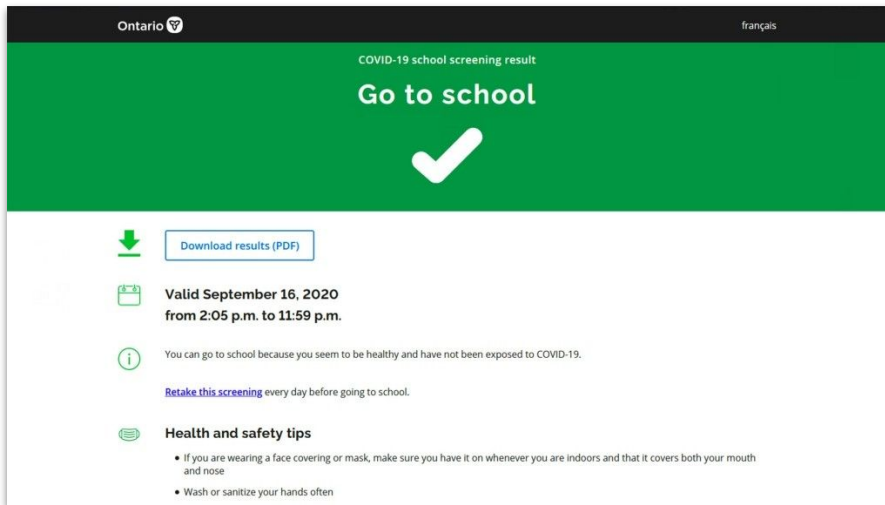 Ontario
français
COVID-19 school screening result
Go to school
Download results (PDF)
Valid September 16, 2020
from 2:05 p.m. to 11:59 p.m.
You can go to school because you seem to be healthy and have not been exposed to COVID-19.
Retake this screening every day before going to school.
Health and safety tips
• If you are wearing a face covering or mask, make sure you have it on whenever you are indoors and that it covers both your mouth
and nose
• Wash or sanitize your hands often